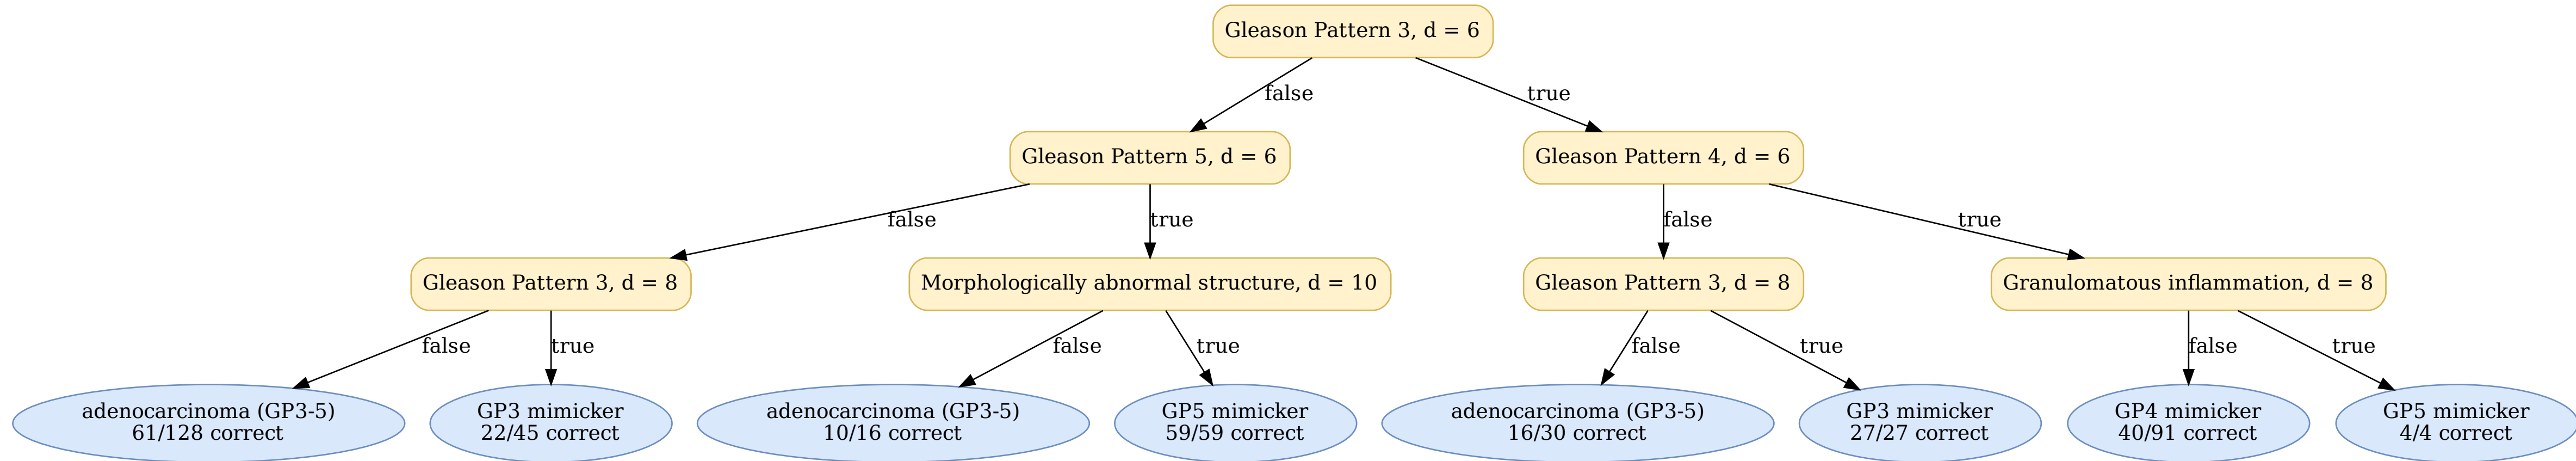 Gleason Pattern 3, d = 6
false
true
Gleason Pattern 5, d = 6
Gleason Pattern 4, d = 6
false
true
false
true
Gleason Pattern 3, d = 8
Morphologically abnormal structure, d = 10
Gleason Pattern 3, d = 8
Granulomatous inflammation, d = 8
false
true
false
true
false
true
false
true
adenocarcinoma (GP3-5)
61/128 correct
GP3 mimicker
22/45 correct
adenocarcinoma (GP3-5)
10/16 correct
GP5 mimicker
59/59 correct
adenocarcinoma (GP3-5)
16/30 correct
GP3 mimicker
27/27 correct
GP4 mimicker
40/91 correct
GP5 mimicker
4/4 correct